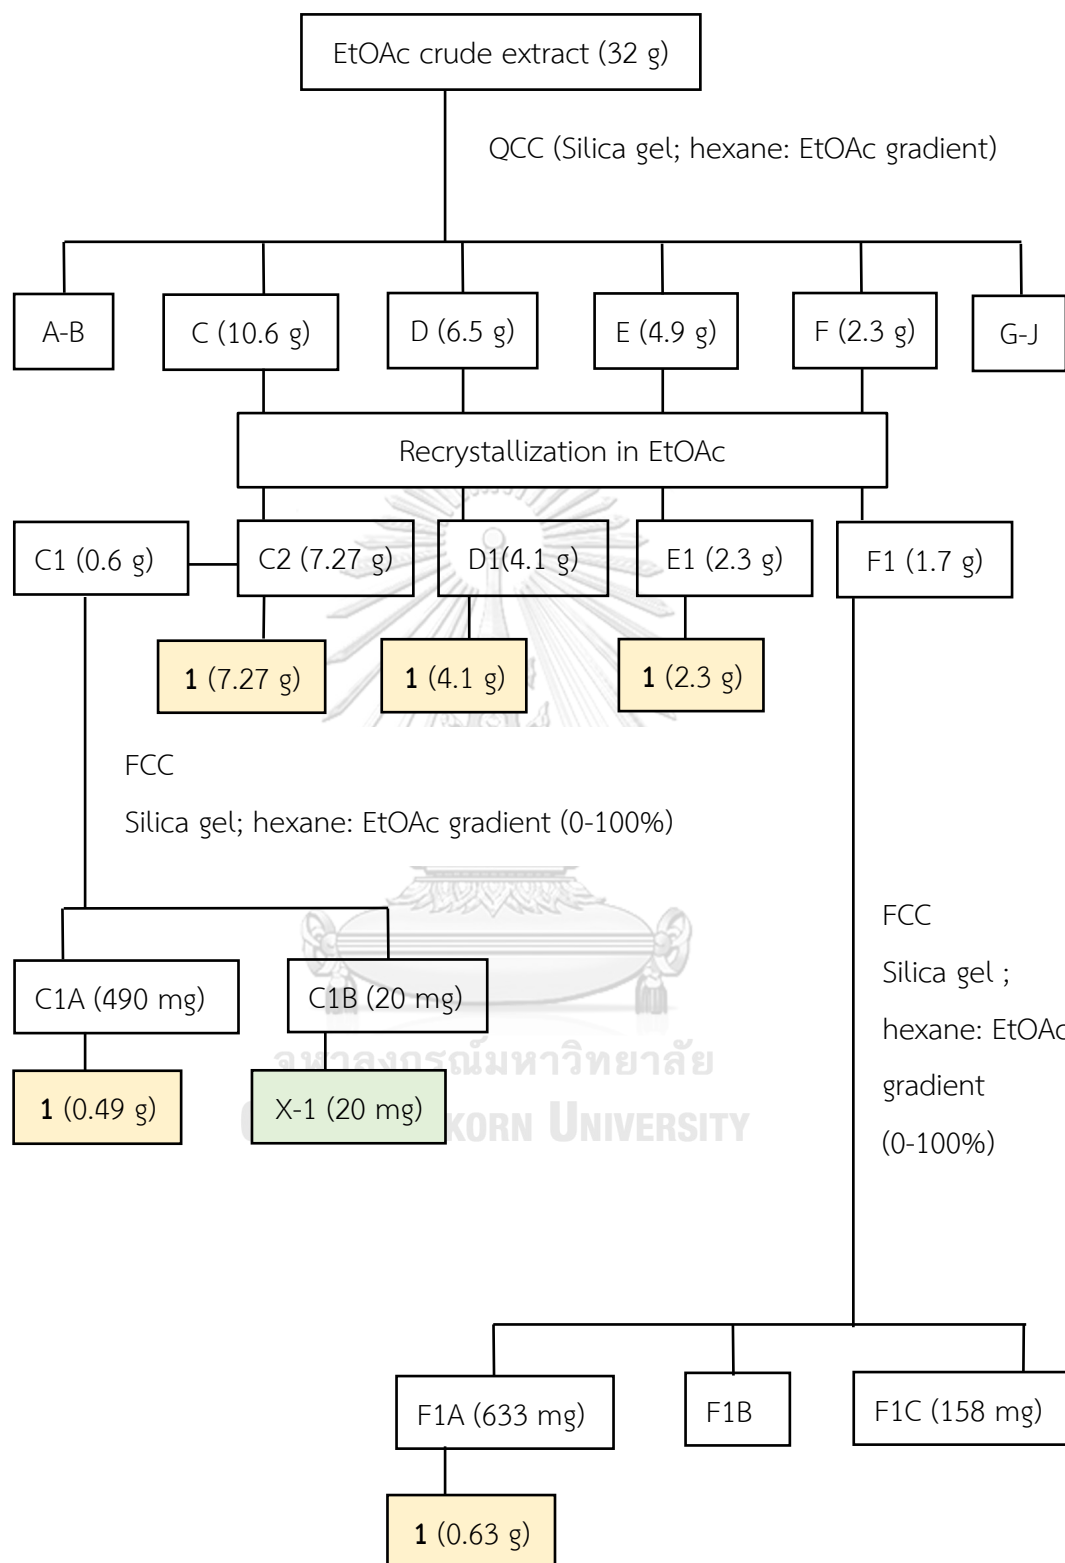 EtOAc crude extract (32 g)
QCC (Silica gel; hexane: EtOAc gradient)
A-B
C (10.6 g)
D (6.5 g)
E (4.9 g)
F (2.3 g)
G-J
Recrystallization in EtOAc
C1 (0.6 g)
C2 (7.27 g)
D1(4.1 g)
E1 (2.3 g)
F1 (1.7 g)
1 (7.27 g)
1 (4.1 g)
1 (2.3 g)
FCC
Silica gel; hexane: EtOAc gradient (0-100%)
FCC
Silica gel ;
hexane: EtOAc
gradient
(0-100%)
C1A (490 mg)
C1B (20 mg)
จุฬาลงกรณ์มหาวิทยาลัย
1 (0.49 g)
X-1 (20 mg)
KORN UNIVERSITY
F1A (633 mg)
F1B
F1C (158 mg)
1 (0.63 g)